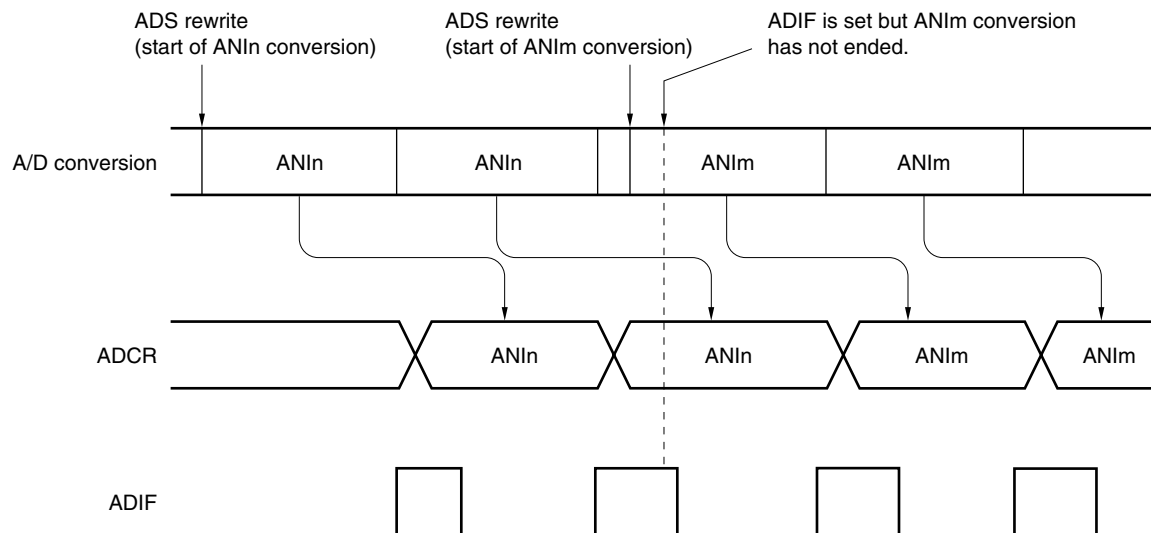 ADS rewrite
(start of ANIn conversion)
ADS rewrite
(start of ANIm conversion)
ADIF is set but ANIm conversion
has not ended.
A/D conversion
ANIn
ANIn
ANIm
ANIm
ADCR
ANIn
ANIn
ANIm
ANIm
ADIF